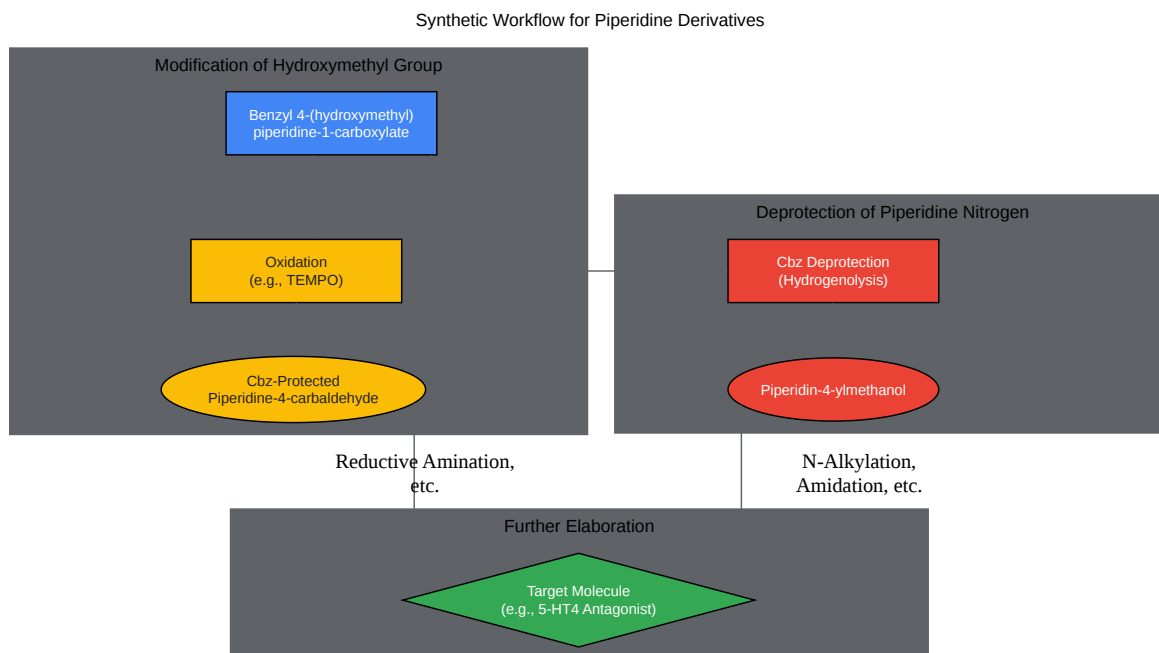 Synthetic Workflow for Piperidine Derivatives
Modification of Hydroxymethyl Group
Benzyl 4-(hydroxymethyl)
piperidine-1-carboxylate
Oxidation
(e.g., TEMPO)
Cbz-Protected
Piperidine-4-carbaldehyde
Deprotection of Piperidine Nitrogen
Cbz Deprotection
(Hydrogenolysis)
Piperidin-4-ylmethanol
Reductive Amination,
etc.
N-Alkylation,
Amidation, etc.
Further Elaboration
Target Molecule
(e.g., 5-HT4 Antagonist)